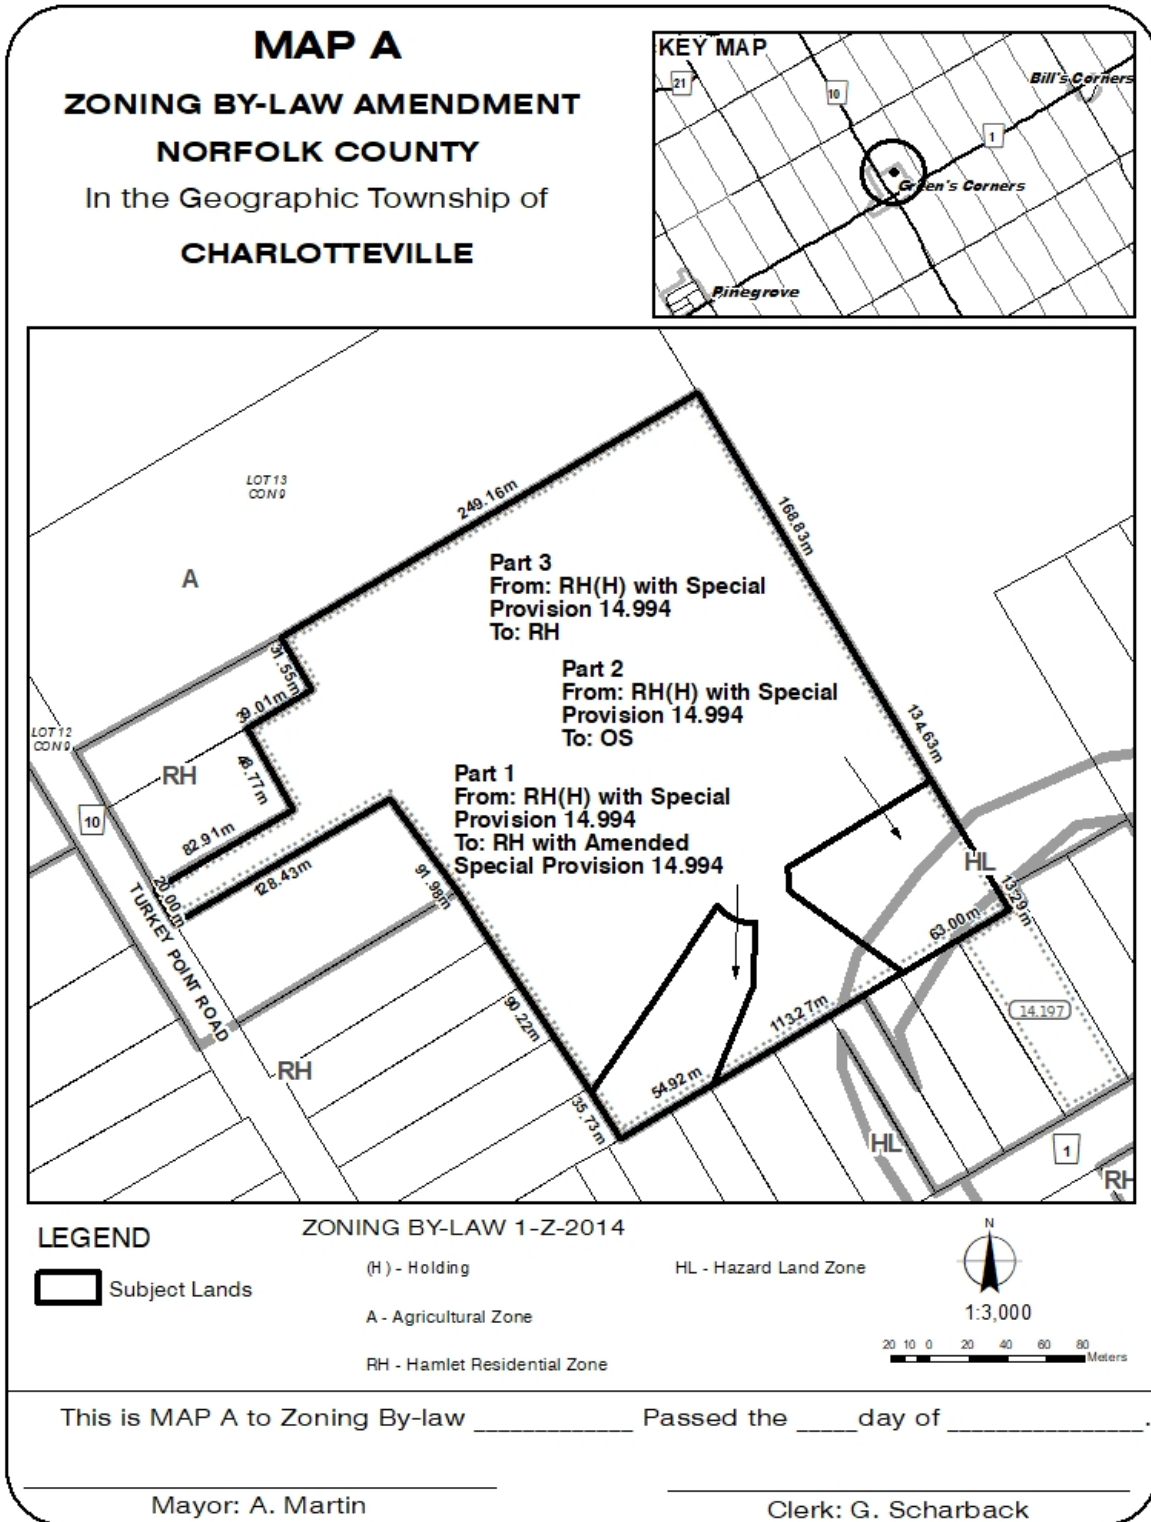 MAP A
ZONING BY-LAW AMENDMENT
NORFOLK COUNTY
In the Geographic Township of
CHARLOTTEVILLE
KEY MAP
21
10
Bill's Corners
1
Green's Corners
Pinegrove
LOT 13
CON 9
249.16m
168.83m
A
Part 3
From: RH(H) with Special
Provision 14.994
To: RH
31.55m
Part 2
From: RH(H) with Special
Provision 14.994
To: OS
39.01m
134.63m
LOT 12
CON 9
RH
48.77m
Part 1
From: RH(H) with Special
Provision 14.994
To: RH with Amended
Special Provision 14.994
10
82.91m
128.43m
HL
20.00m
91.98m
13.29m
63.00m
TURKEY POINT ROAD
90.22m
113.27m
14.197
RH
54.92m
35.73m
HL
1
RH
LEGEND
Subject Lands
ZONING BY-LAW 1-Z-2014
(H) - Holding
A - Agricultural Zone
RH - Hamlet Residential Zone
HL - Hazard Land Zone
N
1:3,000
20 10 0 20 40 60 80
Meters
This is MAP A to Zoning By-law _____________ Passed the _____day of ________________.
Mayor: A. Martin
Clerk: G. Scharback